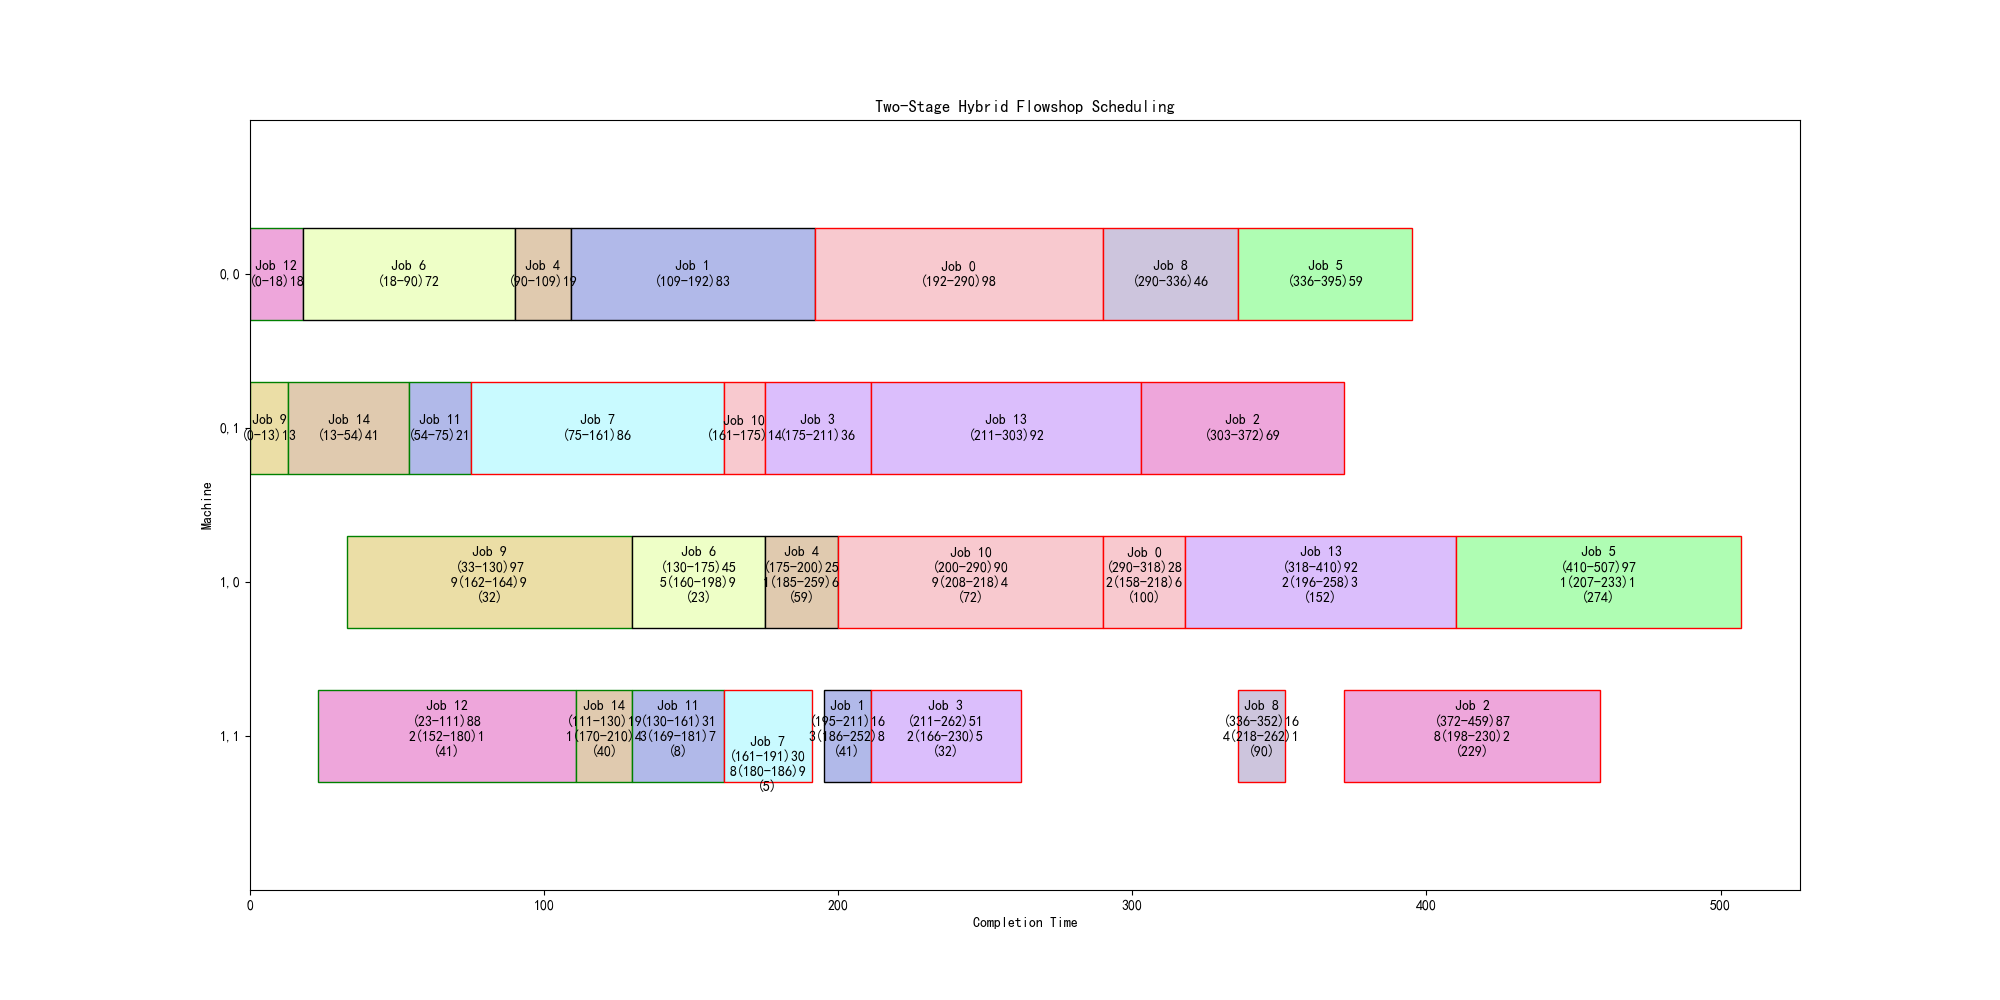 Two-Stage Hybrid Flowshop Scheduling
Machine
0,0
Job 12
(0-18)18
Job 6
(18-90)72
Job 4
(90-109)19
Job 1
(109-192)83
Job 0
(192-290)98
Job 8
(290-336)46
Job 5
(336-395)59
0,1
Job 9
(0-13)13
Job 14
(13-54)41
Job 11
(54-75)21
Job 7
(75-161)86
Job 10
(161-175)14
Job 3
(175-211)36
Job 13
(211-303)92
Job 2
(303-372)69
1,0
Job 9
(33-130)97
9(162-164)9
(32)
Job 6
(130-175)45
5(160-198)9
(23)
Job 4
(175-200)25
1(185-259)6
(59)
Job 10
(200-290)90
9(208-218)4
(72)
Job 0
(290-318)28
2(158-218)6
(100)
Job 13
(318-410)92
2(196-258)3
(152)
Job 5
(410-507)97
1(207-233)1
(274)
1,1
Job 12
(23-111)88
2(152-180)1
(41)
Job 14
(111-130)19
1(170-210)4
(40)
Job 11
(130-161)31
3(169-181)7
(8)
Job 7
(161-191)30
8(180-186)9
(5)
Job 1
(195-211)16
3(186-252)8
(41)
Job 3
(211-262)51
2(166-230)5
(32)
Job 8
(336-352)16
4(218-262)1
(90)
Job 2
(372-459)87
8(198-230)2
(229)
0
100
200
300
400
500
Completion Time